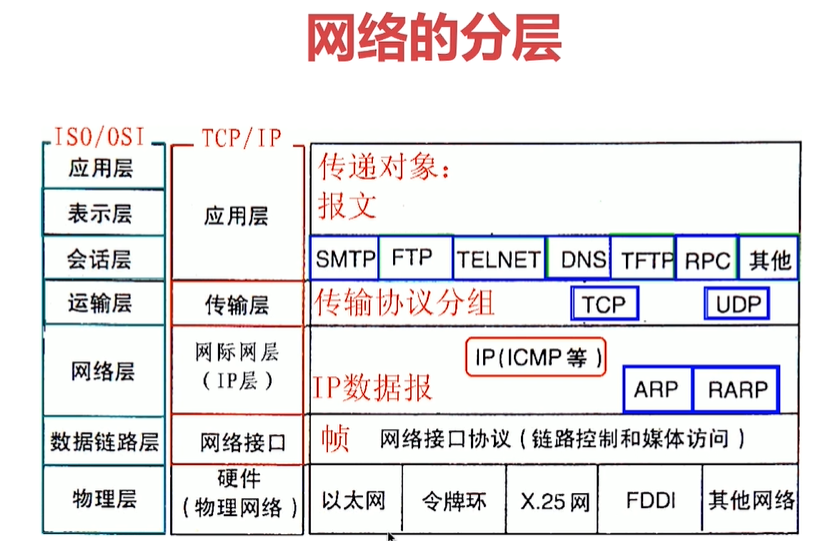 网络的分层
ISO/OSI
TCP/IP
应用层
表示层
会话层
运输层
网络层
数据链路层
物理层
应用层
传输层
网际网层
(IP层)
网络接口
硬件
(物理网络)
传递对象：
报文
SMTP FTP TELNET DNS TFTP RPC 其他
传输协议分组 TCP UDP
IP(ICMP等)
IP数据报 ARP RARP
帧 网络接口协议(链路控制和媒体访问)
以太网 令牌环 X.25网 FDDI 其他网络